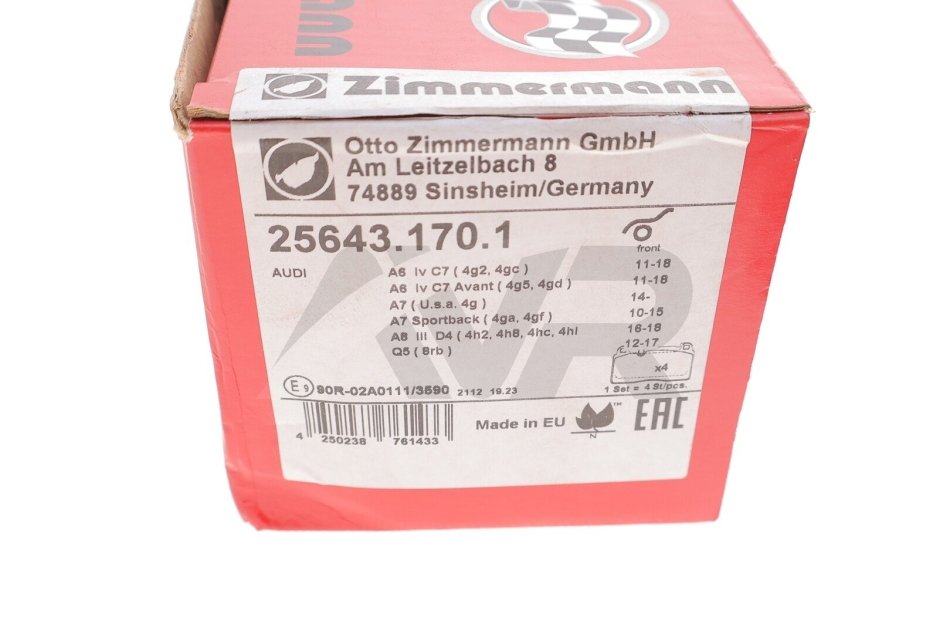 Zimmermann
Otto Zimmermann GmbH
Am Leitzelbach 8
74889 Sinsheim/Germany
25643.170.1
front
AUDI
A6 Iv C7 ( 4g2, 4gc ) 11-18
A6 Iv C7 Avant ( 4g5, 4gd ) 11-18
A7 ( U.s.a. 4g ) 14-
A7 Sportback ( 4ga, 4gf ) 10-15
A8 III D4 ( 4h2, 4h8, 4hc, 4hl 16-18
Q5 ( 8rb ) 12-17
x4
1 Set = 4 St/pcs.
E9 90R-02A0111/3590 2112 19.23
4 250238 761433
Made in EU
N
TM
EAC
VR